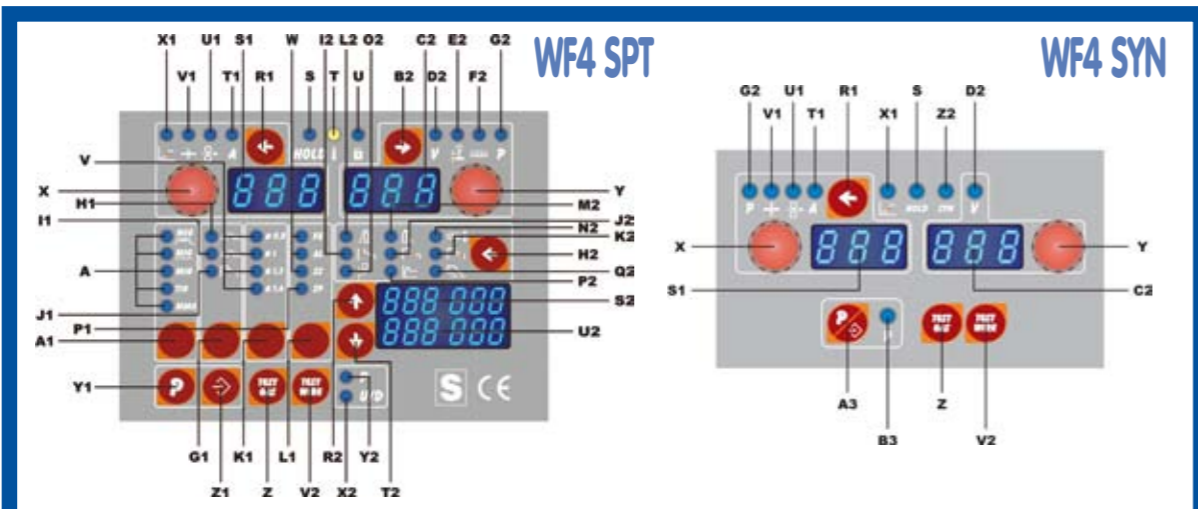 WF4 SPT
WF4 SYN
X1 U1 S1 W I2 L2 O2 C2 E2 G2
V1 T1 R1 S T U B2 D2 F2
A HOLD V P
V
X
H1
I1
A
J1
P1
A1
Y1
888 88A
Y
M2
J2
N2
K2
H2
Q2
P2
S2
U2
888 000
888 000
TIG
TEST
TEST
WIRE
P
U/D
S CE
G1 K1 L1 R2 Y2
Z1 Z V2 X2 T2
G2 U1 R1 S D2
V1 T1 X1 Z2
P A HOLD SYN V
X
888 888
Y
S1
C2
TEST
TEST
WIRE
A3 Z
B3 V2